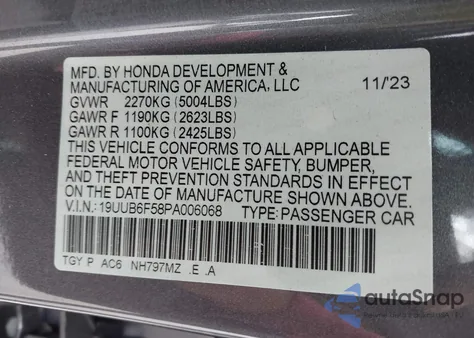 MFD. BY HONDA DEVELOPMENT &
MANUFACTURING OF AMERICA, LLC 11/'23
GVWR 2270KG (5004LBS)
GAWR F 1190KG (2623LBS)
GAWR R 1100KG (2425LBS)
THIS VEHICLE CONFORMS TO ALL APPLICABLE
FEDERAL MOTOR VEHICLE SAFETY, BUMPER,
AND THEFT PREVENTION STANDARDS IN EFFECT
ON THE DATE OF MANUFACTURE SHOWN ABOVE.
V.I.N.: 19UUB6F58PA006068 TYPE: PASSENGER CAR
TGY P AC6 NH797MZ .E .A
autoSnap